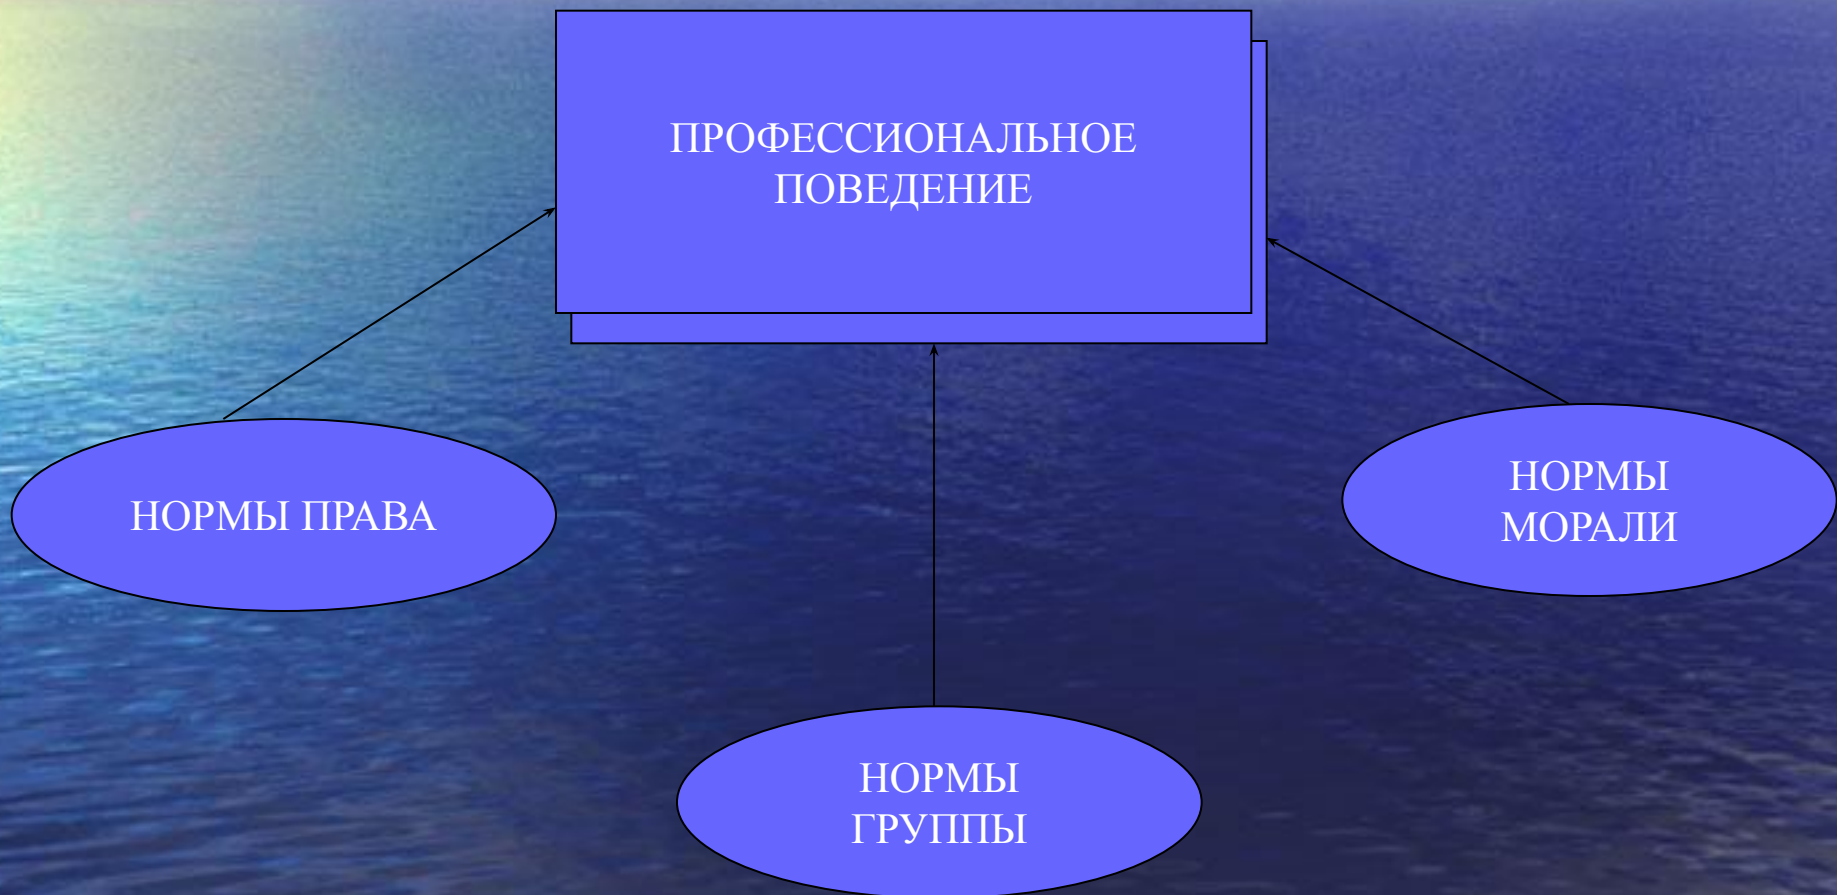 ПРОФЕССИОНАЛЬНОЕ
ПОВЕДЕНИЕ
НОРМЫ ПРАВА
НОРМЫ
МОРАЛИ
НОРМЫ
ГРУППЫ